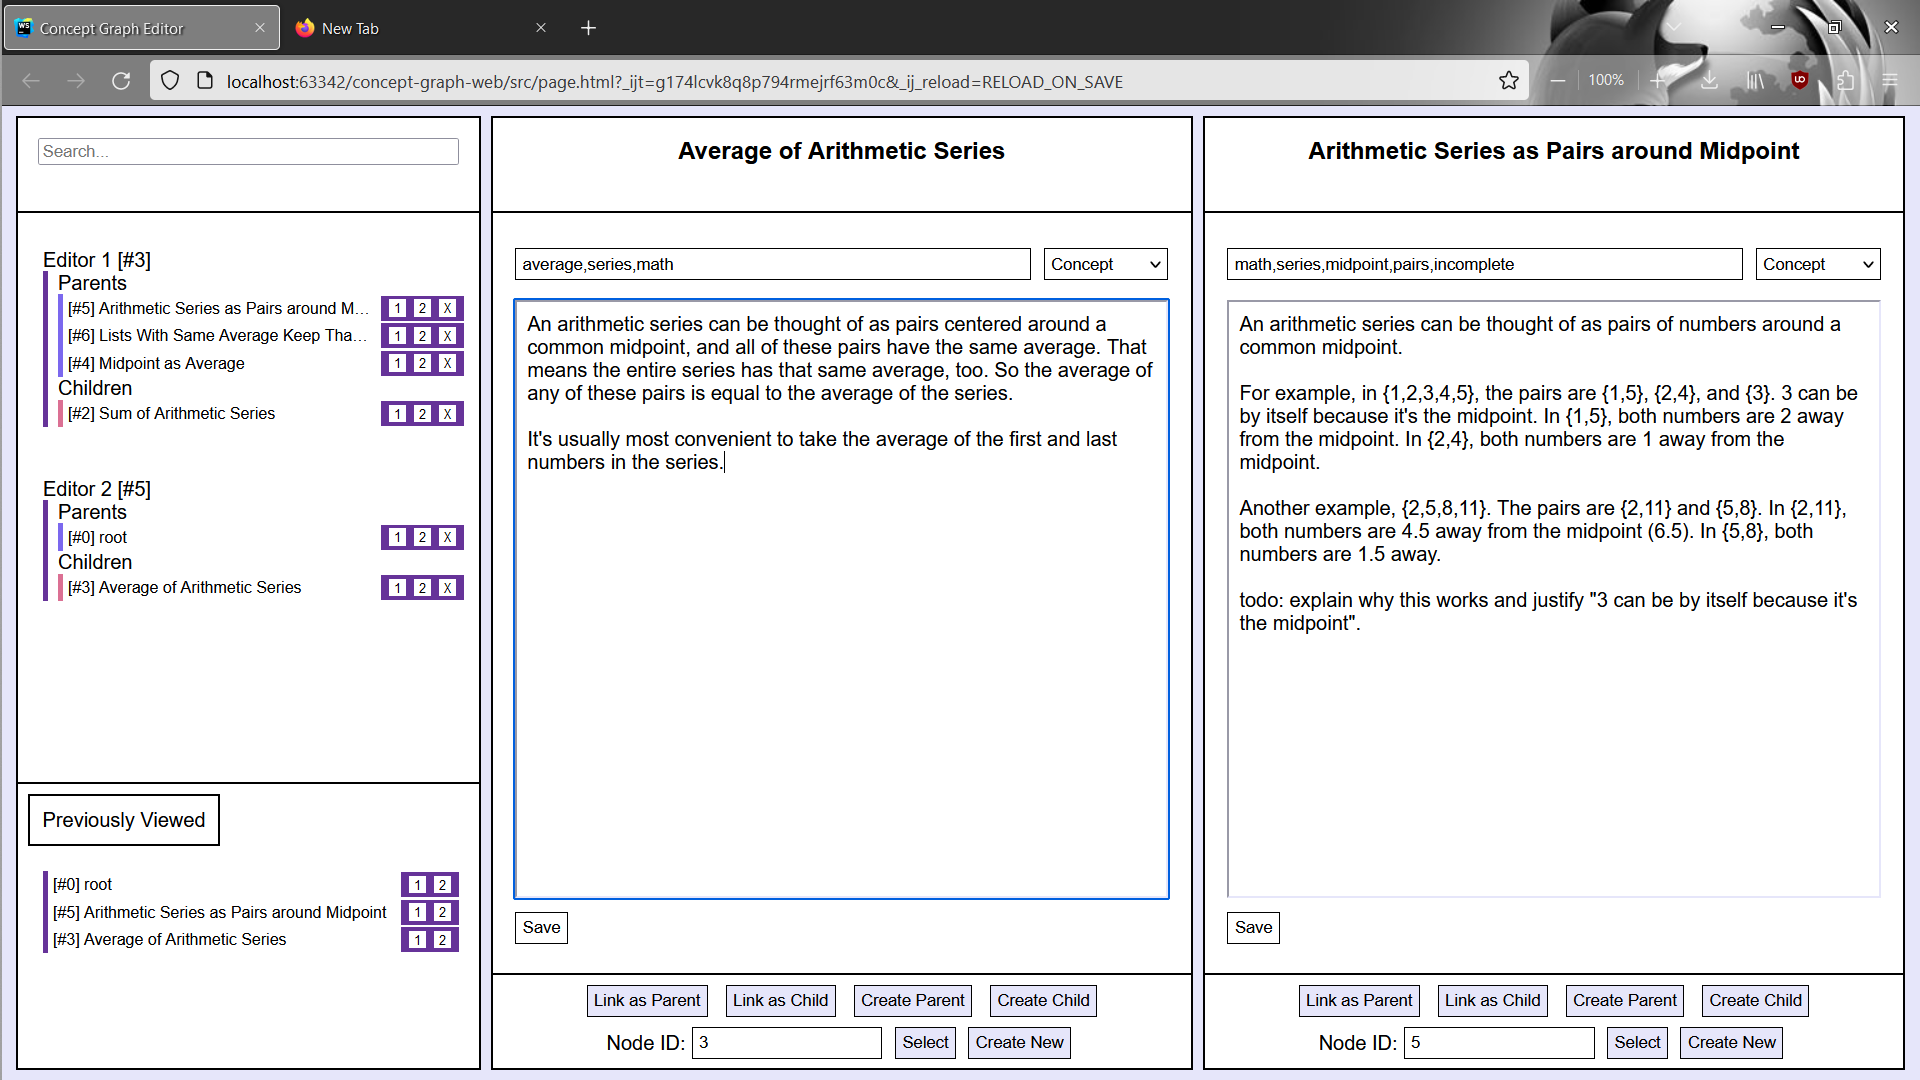 Concept Graph Editor
New Tab
localhost:63342/concept-graph-web/src/page.html?_ijt=g174lcvk8q8p794rmejrf63m0c&_ij_reload=RELOAD_ON_SAVE
100%
Search...
Editor 1 [#3]
Parents
[#5] Arithmetic Series as Pairs around M... 1 2 X
[#6] Lists With Same Average Keep Tha... 1 2 X
[#4] Midpoint as Average 1 2 X
Children
[#2] Sum of Arithmetic Series 1 2 X
Editor 2 [#5]
Parents
[#0] root 1 2 X
Children
[#3] Average of Arithmetic Series 1 2 X
Previously Viewed
[#0] root 1 2
[#5] Arithmetic Series as Pairs around Midpoint 1 2
[#3] Average of Arithmetic Series 1 2
Average of Arithmetic Series
average,series,math
Concept
An arithmetic series can be thought of as pairs centered around a
common midpoint, and all of these pairs have the same average. That
means the entire series has that same average, too. So the average of
any of these pairs is equal to the average of the series.
It's usually most convenient to take the average of the first and last
numbers in the series.
Save
Link as Parent Link as Child Create Parent Create Child
Node ID: 3 Select Create New
Arithmetic Series as Pairs around Midpoint
math,series,midpoint,pairs,incomplete
Concept
An arithmetic series can be thought of as pairs of numbers around a
common midpoint.
For example, in {1,2,3,4,5}, the pairs are {1,5}, {2,4}, and {3}. 3 can be
by itself because it's the midpoint. In {1,5}, both numbers are 2 away
from the midpoint. In {2,4}, both numbers are 1 away from the
midpoint.
Another example, {2,5,8,11}. The pairs are {2,11} and {5,8}. In {2,11},
both numbers are 4.5 away from the midpoint (6.5). In {5,8}, both
numbers are 1.5 away.
todo: explain why this works and justify "3 can be by itself because it's
the midpoint".
Save
Link as Parent Link as Child Create Parent Create Child
Node ID: 5 Select Create New